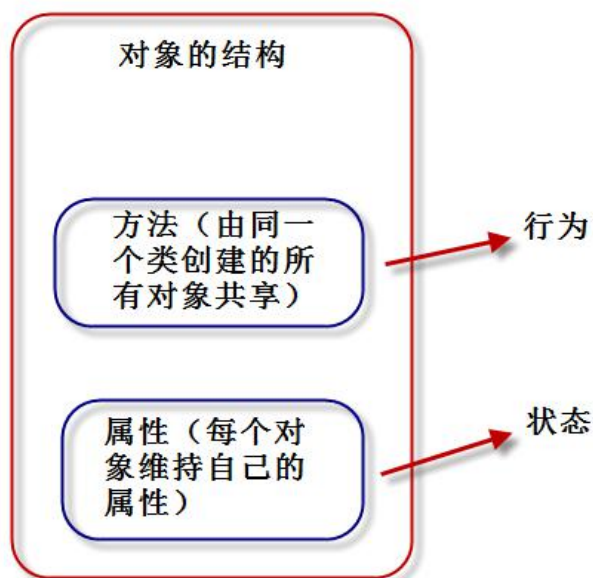 对象的结构
方法（由同一
个类创建的所
有对象共享）
行为
属性（每个对
象维持自己的
属性）
状态